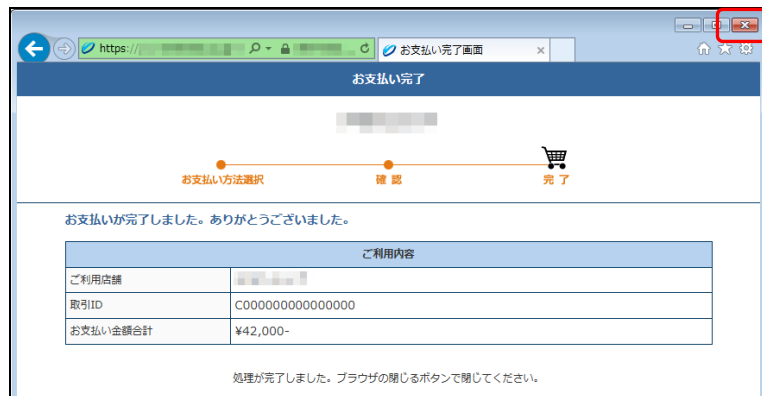 https://
お支払い完了画面
お支払い完了
お支払い方法選択
確 認
完 了
お支払いが完了しました。ありがとうございました。
ご利用内容
ご利用店舗
取引ID C000000000000000
お支払い金額合計 ¥42,000-
処理が完了しました。ブラウザの閉じるボタンで閉じてください。